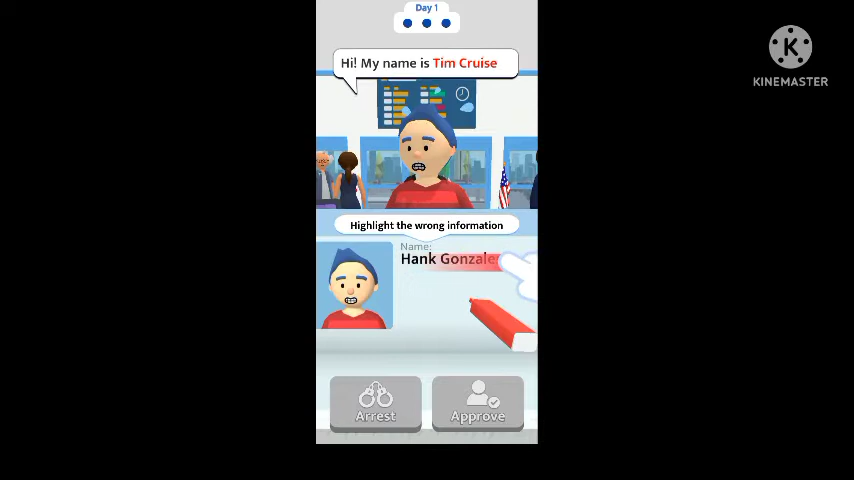 Day 1
Hi! My name is Tim Cruise
KINEMASTER
Highlight the wrong information
Name:
Hank Gonzale
Arrest
Approve